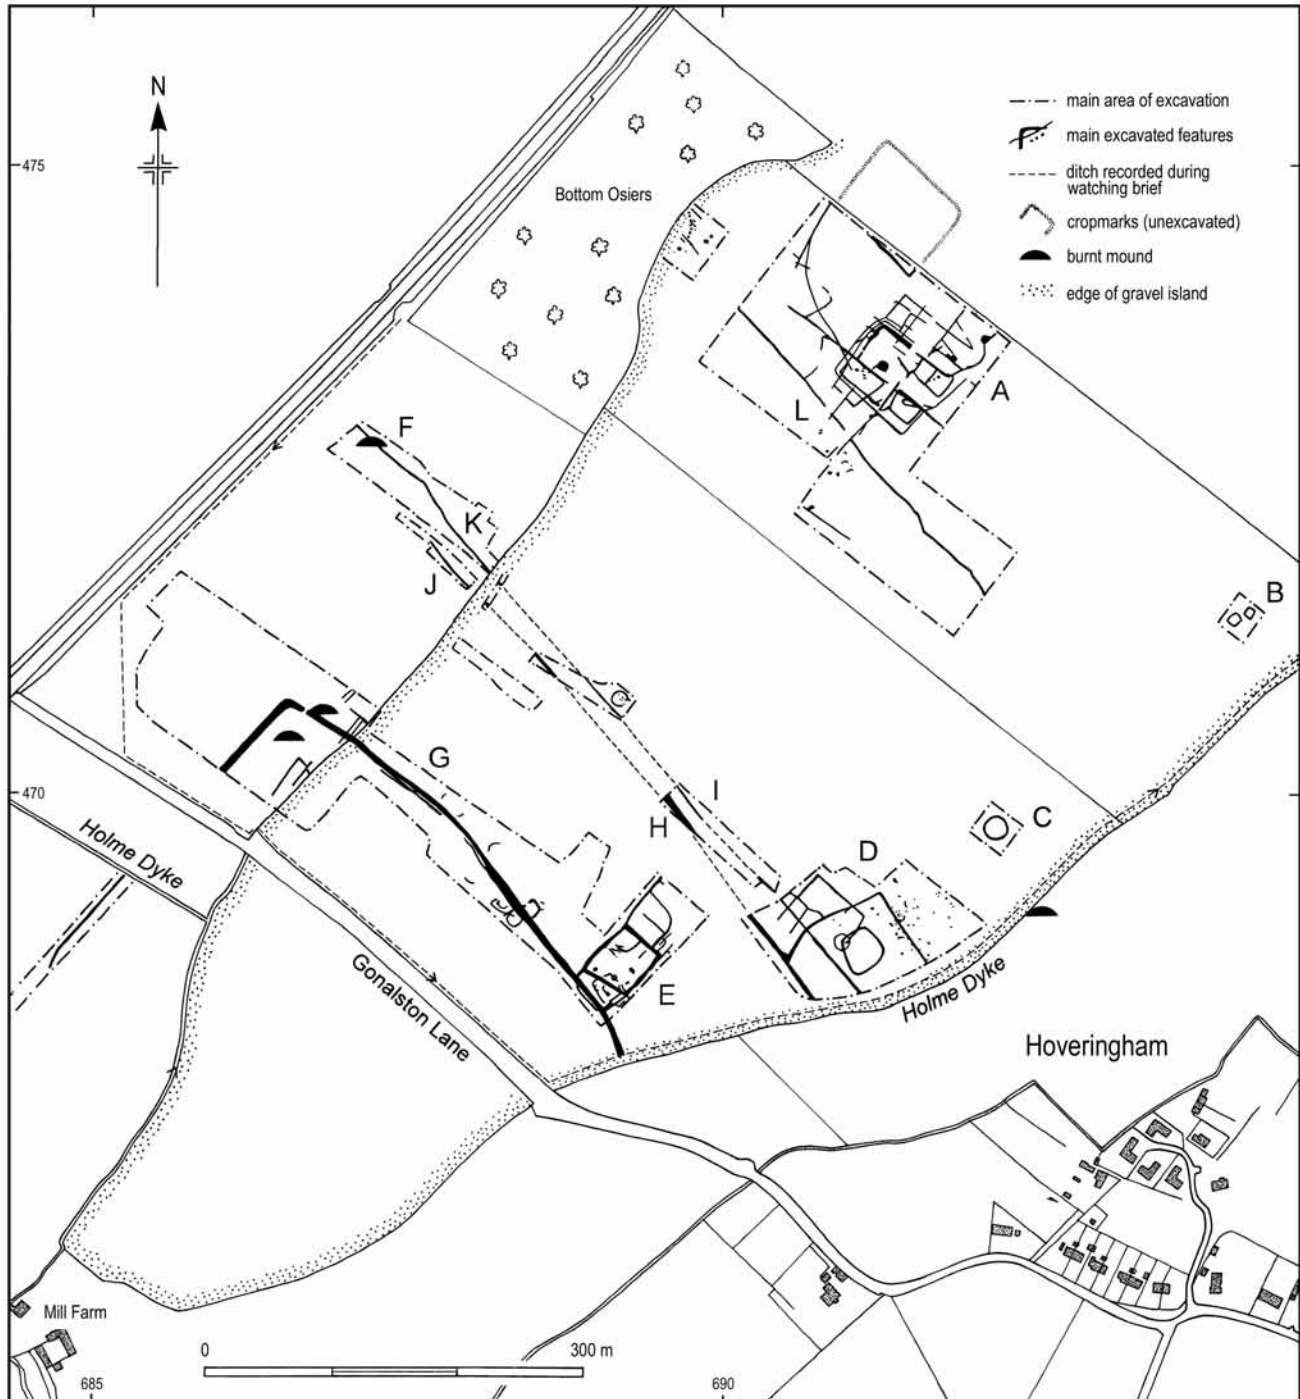 N
475
Bottom Osiers
main area of excavation
main excavated features
ditch recorded during
watching brief
cropmarks (unexcavated)
burnt mound
edge of gravel island
A
L
F
K
J
B
G
I
H
C
D
470
Holme Dyke
E
Gonalston Lane
Holme Dyke
Hoveringham
Mill Farm
0
300 m
685
690